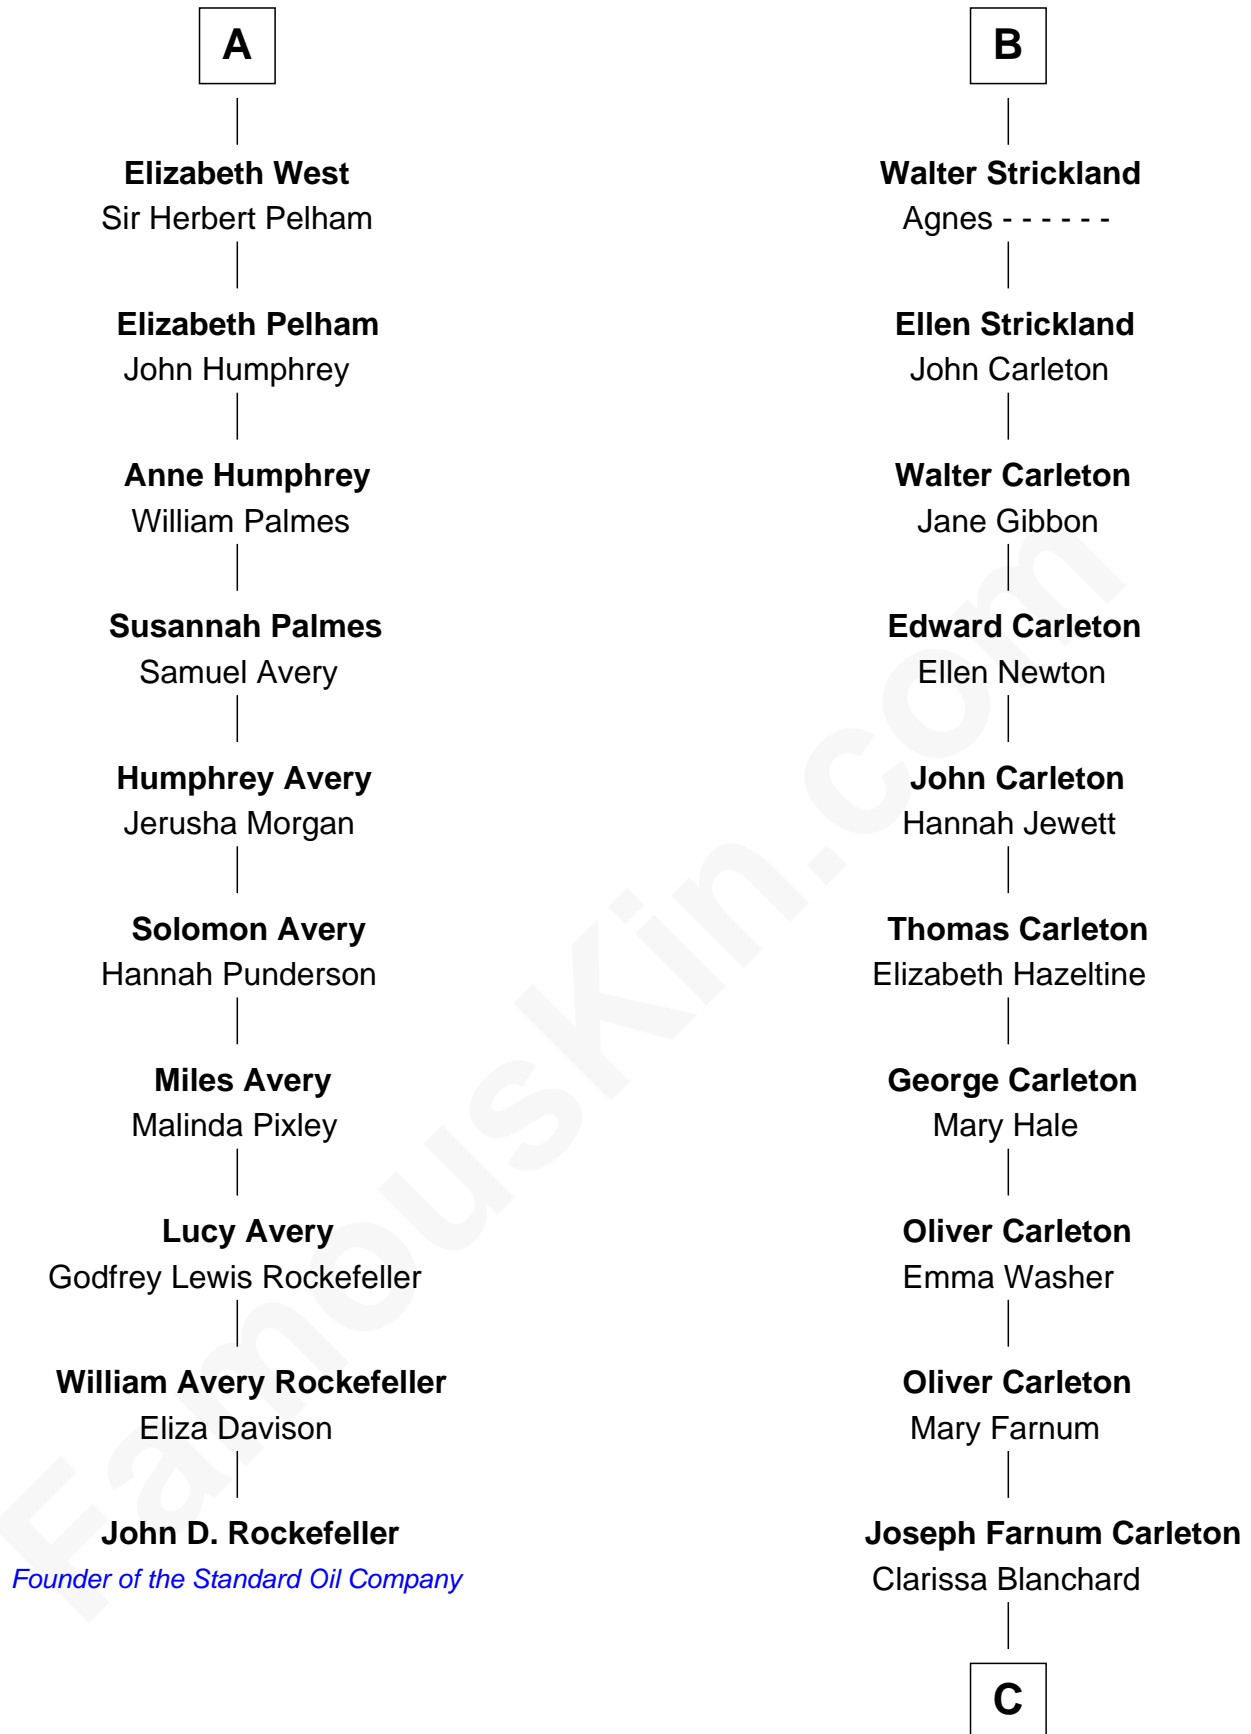 A
Elizabeth West
Sir Herbert Pelham
Elizabeth Pelham
John Humphrey
Anne Humphrey
William Palmes
Susannah Palmes
Samuel Avery
Humphrey Avery
Jerusha Morgan
Solomon Avery
Hannah Punderson
Miles Avery
Malinda Pixley
Lucy Avery
Godfrey Lewis Rockefeller
William Avery Rockefeller
Eliza Davison
John D. Rockefeller
Founder of the Standard Oil Company
B
Walter Strickland
Agnes - - - - - -
Ellen Strickland
John Carleton
Walter Carleton
Jane Gibbon
Edward Carleton
Ellen Newton
John Carleton
Hannah Jewett
Thomas Carleton
Elizabeth Hazeltine
George Carleton
Mary Hale
Oliver Carleton
Emma Washer
Oliver Carleton
Mary Farnum
Joseph Farnum Carleton
Clarissa Blanchard
C
FamousKin.com